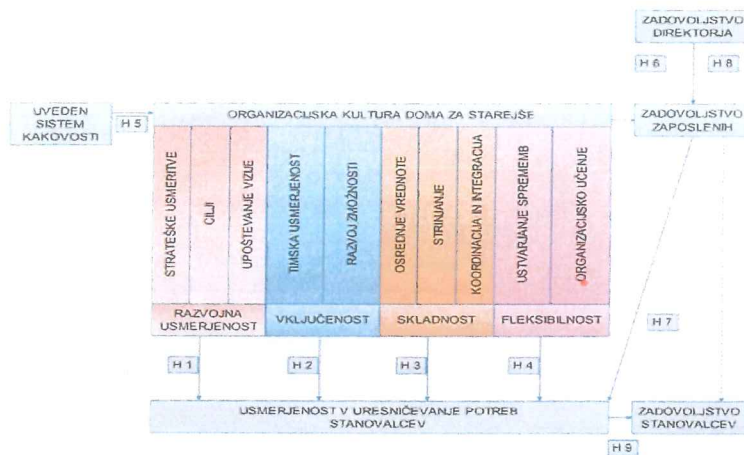 ZADOVOLJSTVO
DIREKTORJA
H 6
H 8
UVEDEN
SISTEM
KAKOVOSTI
H 5
ORGANIZACIJSKA KULTURA DOMA ZA STAREJŠE
ZADOVOLJSTVO
ZAPOSLENIH
STRATEŠKE USMERITVE
CILJI
UPOŠTEVANJE VIZIJE
TIMSKA USMERJENOST
RAZVOJ ZMOŽNOSTI
OSREDNJE VREDNOTE
STRINJANJE
KOORDINACIJA IN INTEGRACIJA
USTVARJANJE SPREMEMB
ORGANIZACIJSKO UČENJE
RAZVOJNA
USMERJENOST
VKLJUČENOST
SKLADNOST
FLEKSIBILNOST
H 1
H 2
H 3
H 4
H 7
USMERJENOST V URESNIČEVANJE POTREB
STANOVALCEV
ZADOVOLJSTVO
STANOVALCEV
H 9